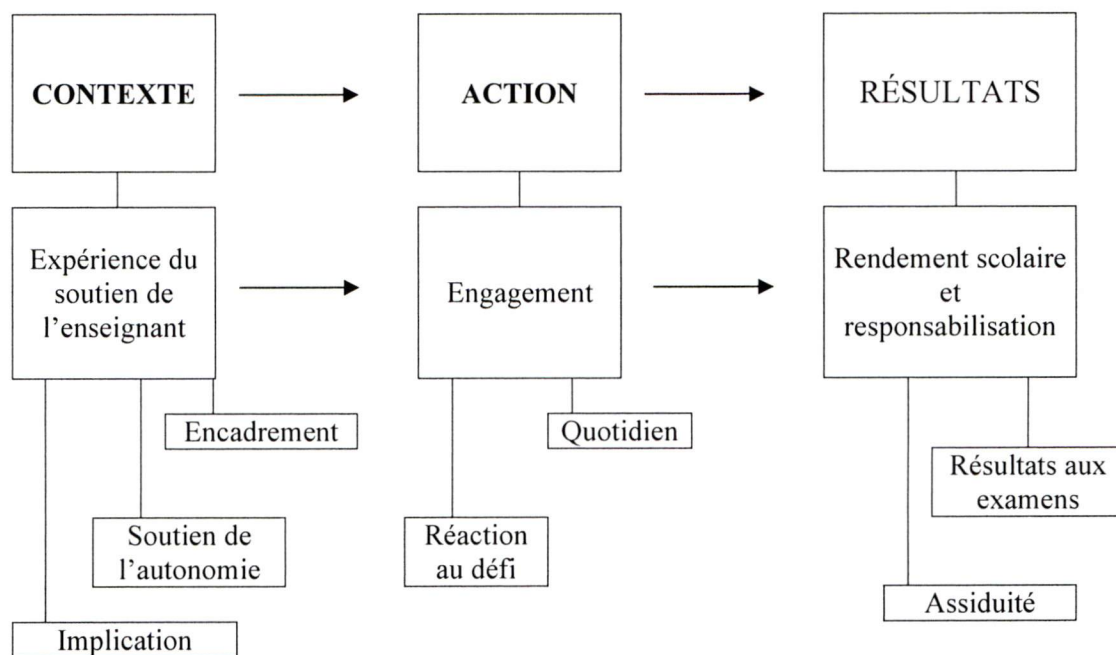 CONTEXTE
ACTION
RÉSULTATS
Expérience du
soutien de
l'enseignant
Engagement
Rendement scolaire
et
responsabilisation
Encadrement
Quotidien
Résultats aux
examens
Soutien de
l'autonomie
Réaction
au défi
Assiduité
Implication